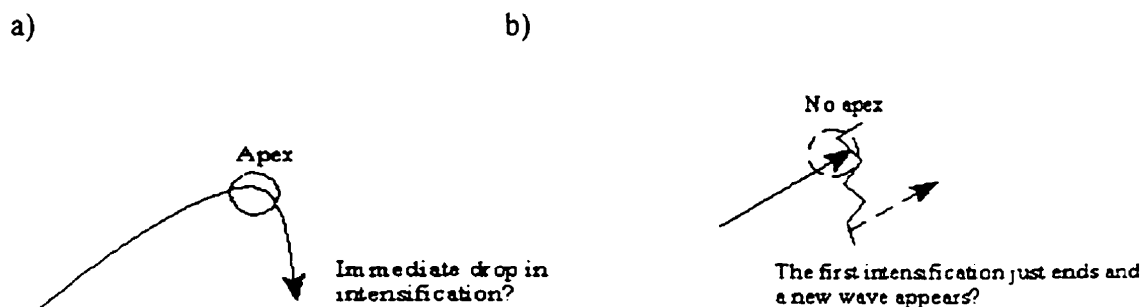 a)
b)
No apex
Apex
Immediate drop in
intensification?
The first intensification just ends and
a new wave appears?